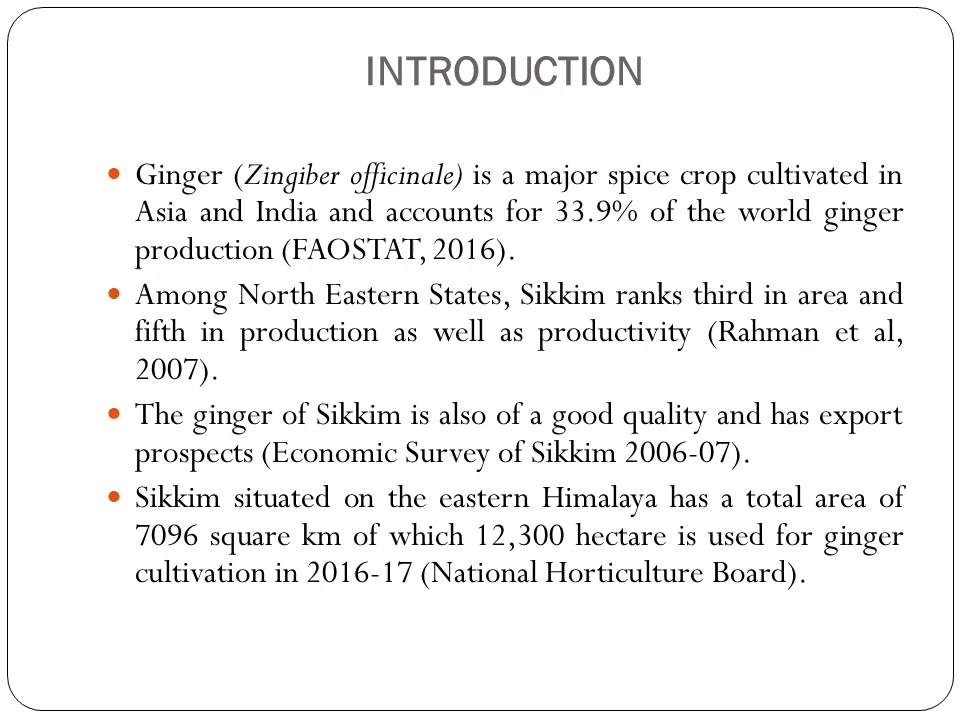 INTRODUCTION
• Ginger (Zingiber officinale) is a major spice crop cultivated in
Asia and India and accounts for 33.9% of the world ginger
production (FAOSTAT, 2016).
• Among North Eastern States, Sikkim ranks third in area and
fifth in production as well as productivity (Rahman et al,
2007).
• The ginger of Sikkim is also of a good quality and has export
prospects (Economic Survey of Sikkim 2006-07).
• Sikkim situated on the eastern Himalaya has a total area of
7096 square km of which 12,300 hectare is used for ginger
cultivation in 2016-17 (National Horticulture Board).